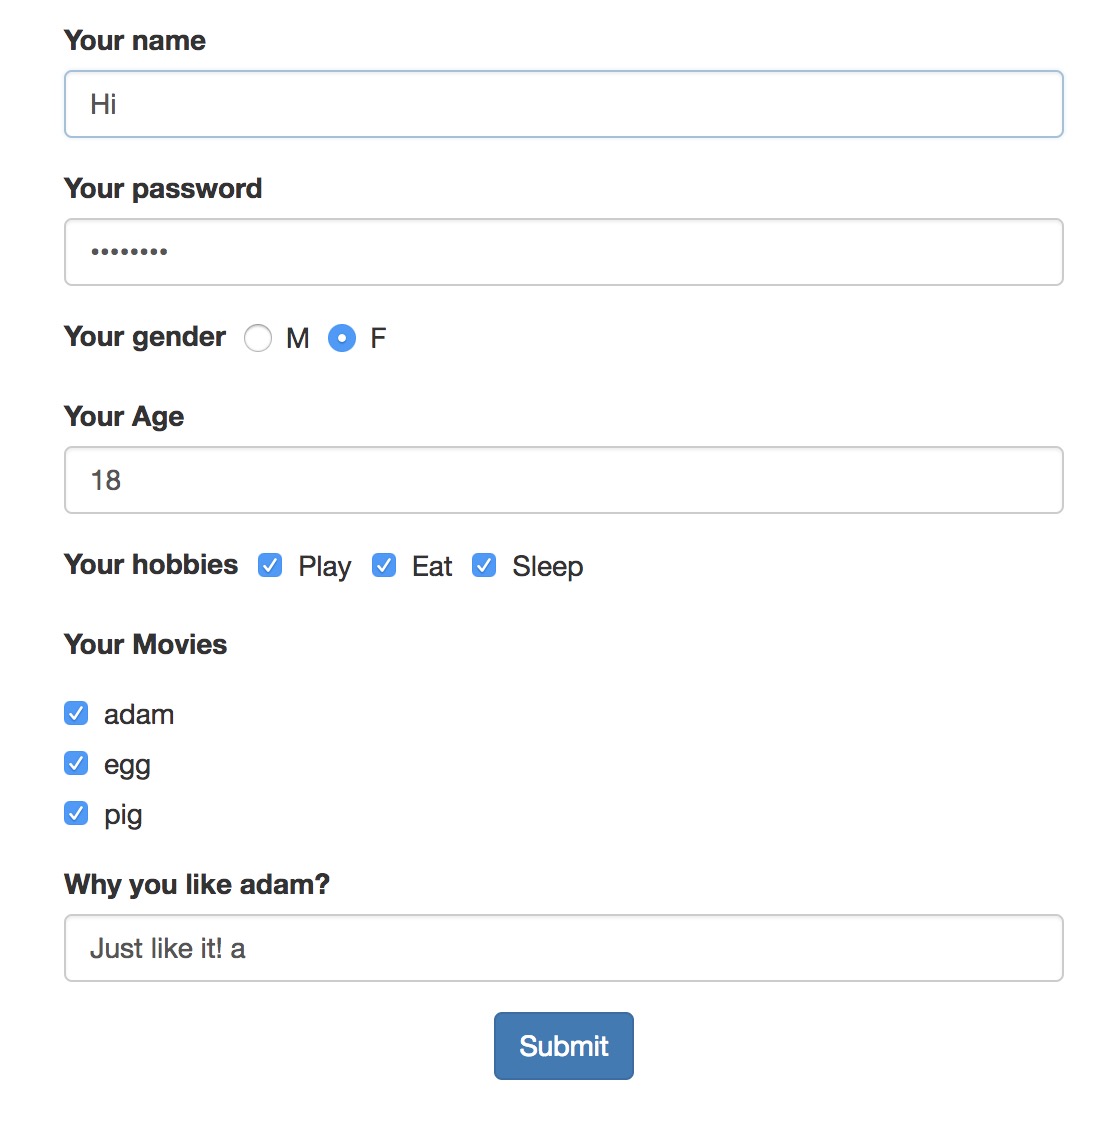 Your name
Hi
Your password
••••••••
Your gender M F
Your Age
18
Your hobbies Play Eat Sleep
Your Movies
adam
egg
pig
Why you like adam?
Just like it! a
Submit